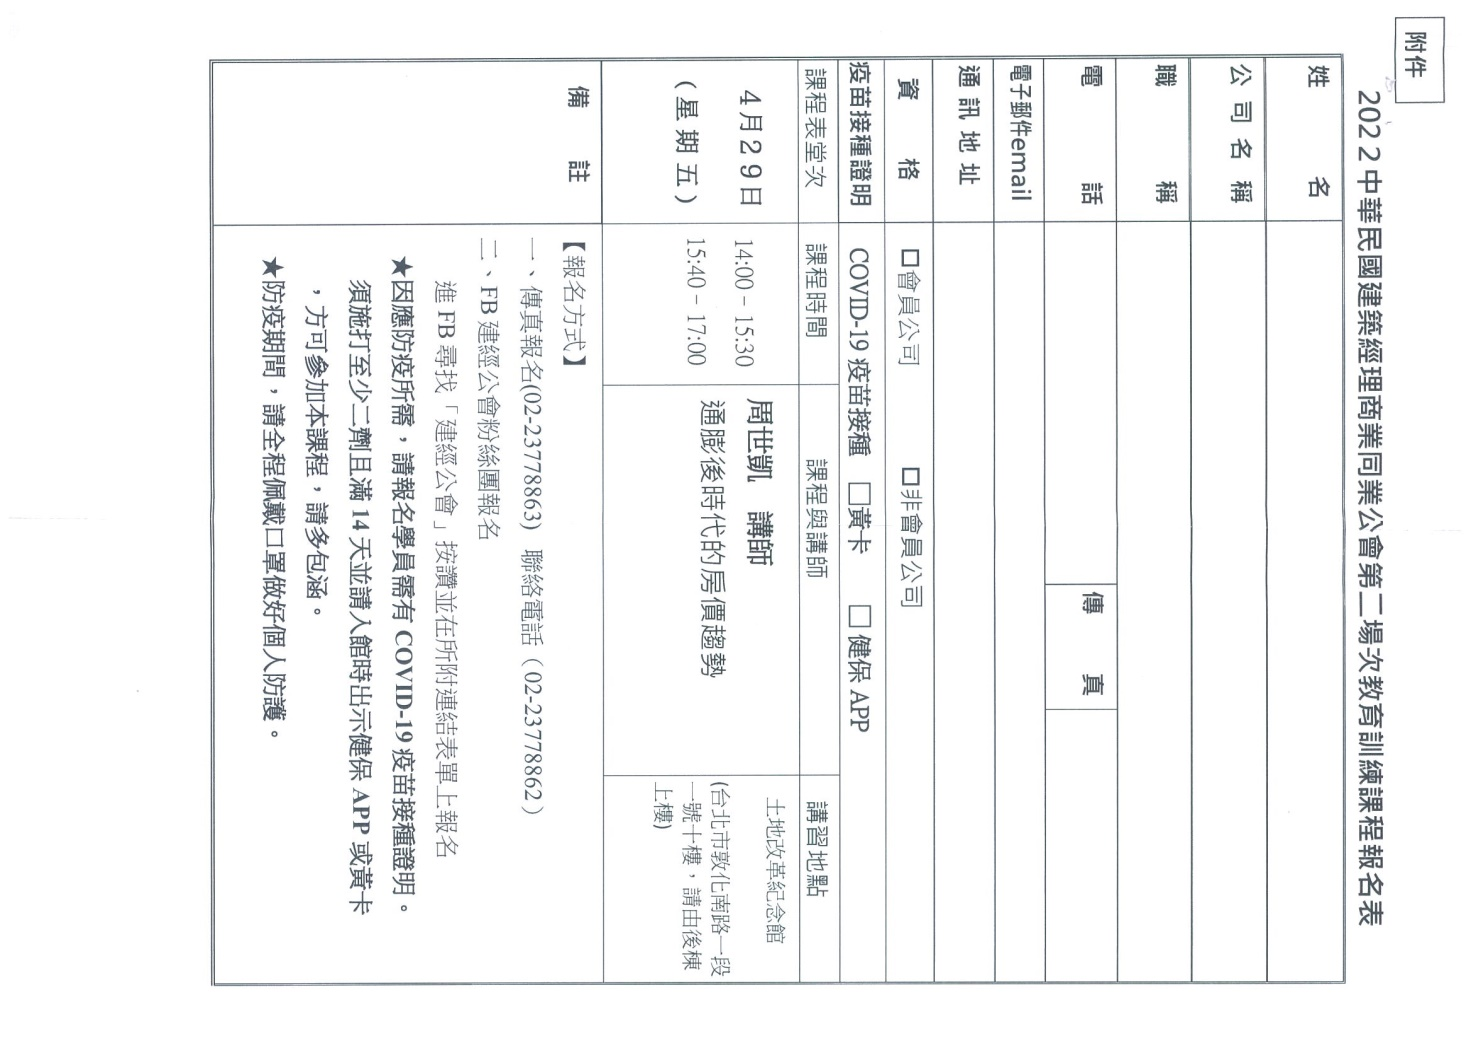 附件
2022中華民國建築經理商業同業公會第二場次教育訓練課程報名表
姓名
公司名稱
職稱
電話
傳真
電子郵件email
通訊地址
資格
□會員公司 □非會員公司
疫苗接種證明
COVID-19疫苗接種 □黃卡 □健保APP
課程表堂次
課程時間
課程與講師
講習地點
4月29日
(星期五)
14:00－15:30
15:40－17:00
周世凱 講師
通膨後時代的房價趨勢
土地改革紀念館
(台北市敦化南路一段
一號十樓，請由後棟
上樓)
備註
【報名方式】
一、傳真報名(02-23778863) 聯絡電話（02-23778862）
二、FB建經公會粉絲團報名
進FB尋找「建經公會」按讚並在所附連結表單上報名
★因應防疫所需，請報名學員需有COVID-19疫苗接種證明。
須施打至少二劑且滿14天並請入館時出示健保APP或黃卡
，方可參加本課程，請多包涵。
★防疫期間，請全程佩戴口罩做好個人防護。